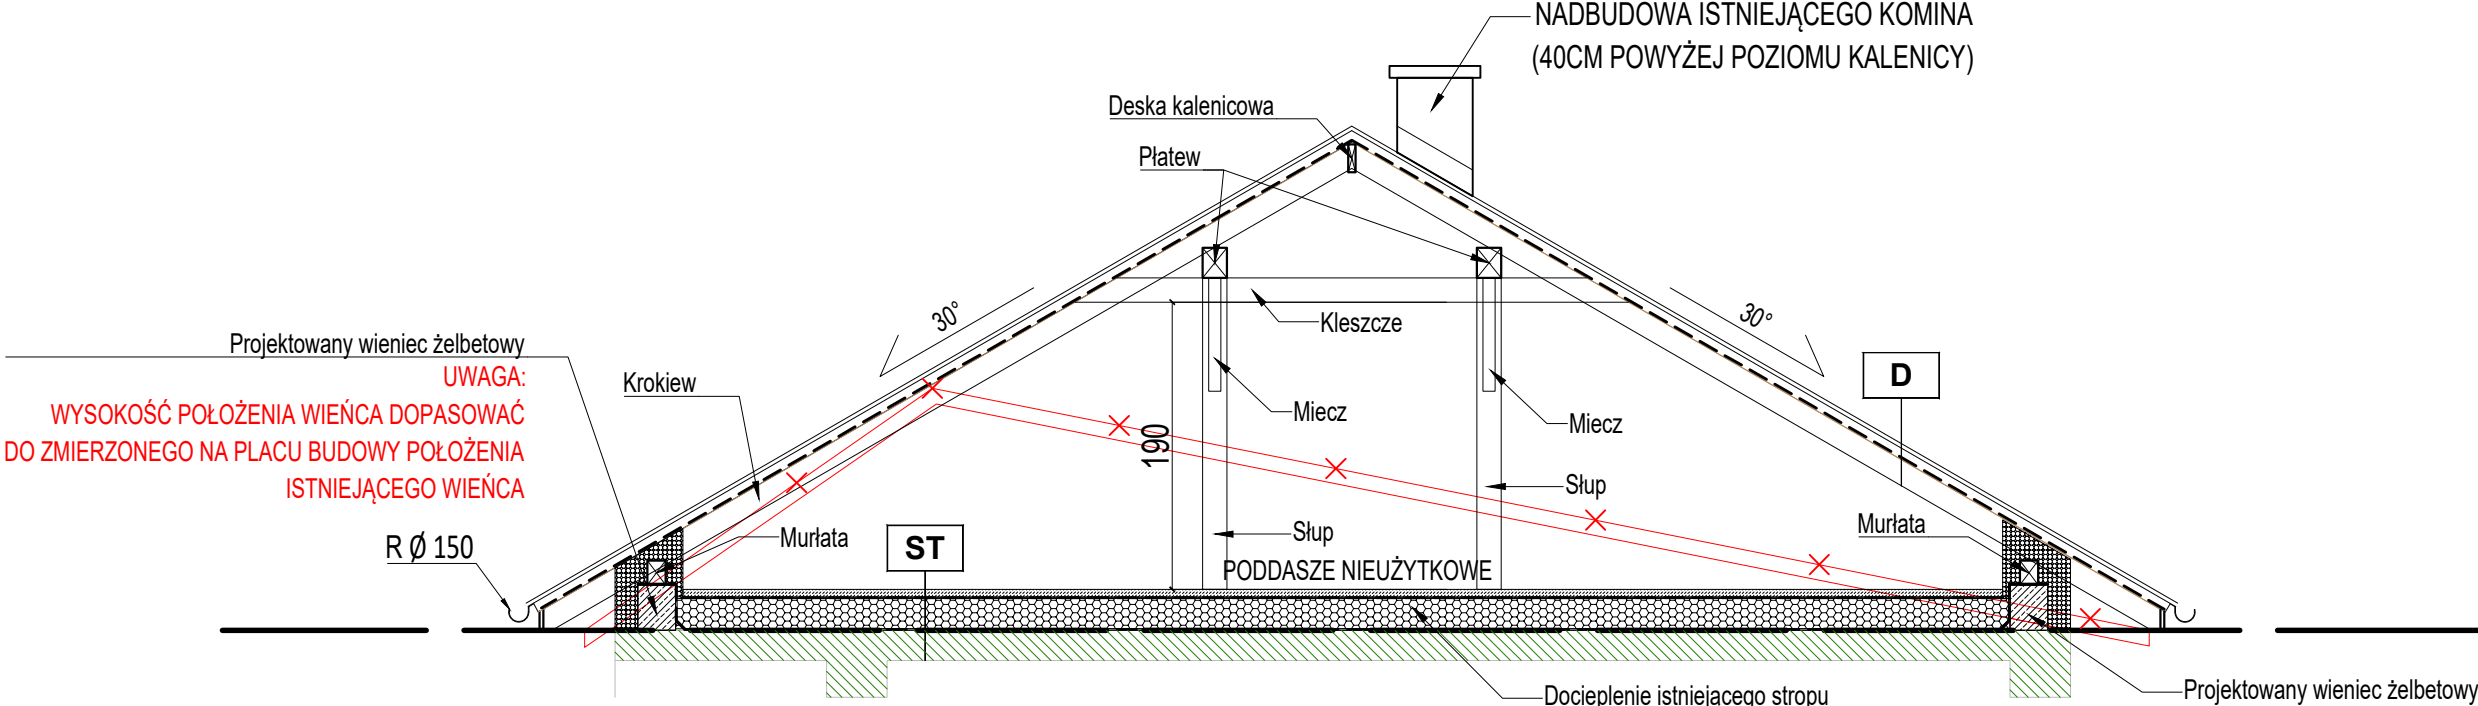 NADBUDOWA ISTNIEJĄCEGO KOMINA
(40CM POWYŻEJ POZIOMU KALENICY)
Deska kalenicowa
Płatew
30°
30°
Kleszcze
Projektowany wieniec żelbetowy
UWAGA:
WYSOKOŚĆ POŁOŻENIA WIEŃCA DOPASOWAĆ
DO ZMIERZONEGO NA PLACU BUDOWY POŁOŻENIA
ISTNIEJĄCEGO WIEŃCA
Krokiew
D
Miecz
Miecz
190
Słup
Słup
R Ø 150
Murłata
ST
Murłata
PODDASZE NIEUŻYTKOWE
Docieplenie istniejącego stropu
Projektowany wieniec żelbetowy